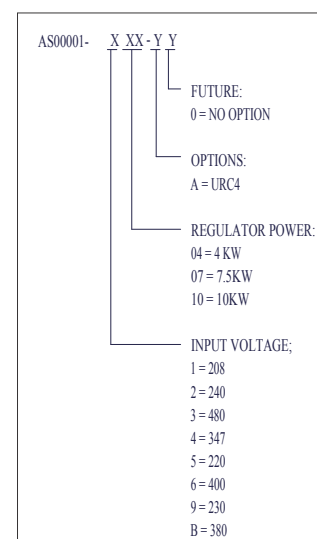 AS00001- X XX - Y Y
FUTURE:
0 = NO OPTION
OPTIONS:
A = URC4
REGULATOR POWER:
04 = 4 KW
07 = 7.5KW
10 = 10KW
INPUT VOLTAGE;
1 = 208
2 = 240
3 = 480
4 = 347
5 = 220
6 = 400
9 = 230
B = 380